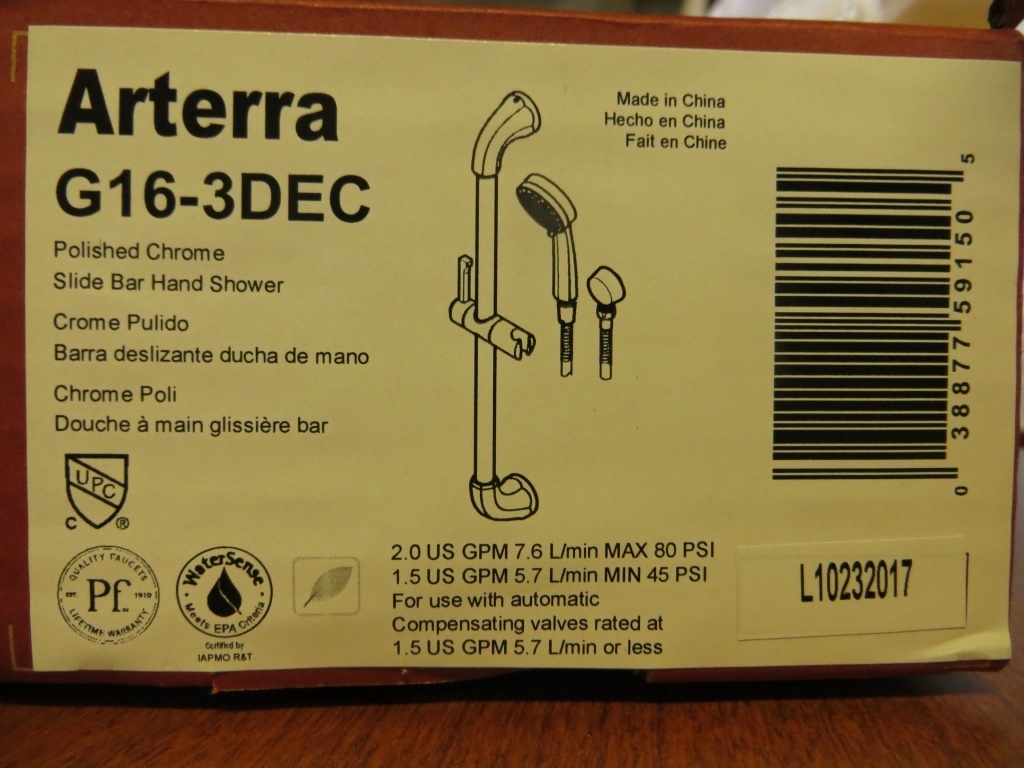 Arterra
G16-3DEC
Polished Chrome
Slide Bar Hand Shower
Crome Pulido
Barra deslizante ducha de mano
Chrome Poli
Douche à main glissière bar
Made in China
Hecho en China
Fait en Chine
0 38877 59150 5
UPC
C ®
QUALITY FAUCETS
EST. Pf 1910
LIFETIME WARRANTY
WaterSense
Meets EPA Criteria
Certified by
IAPMO R&T
2.0 US GPM 7.6 L/min MAX 80 PSI
1.5 US GPM 5.7 L/min MIN 45 PSI
For use with automatic
Compensating valves rated at
1.5 US GPM 5.7 L/min or less
L10232017